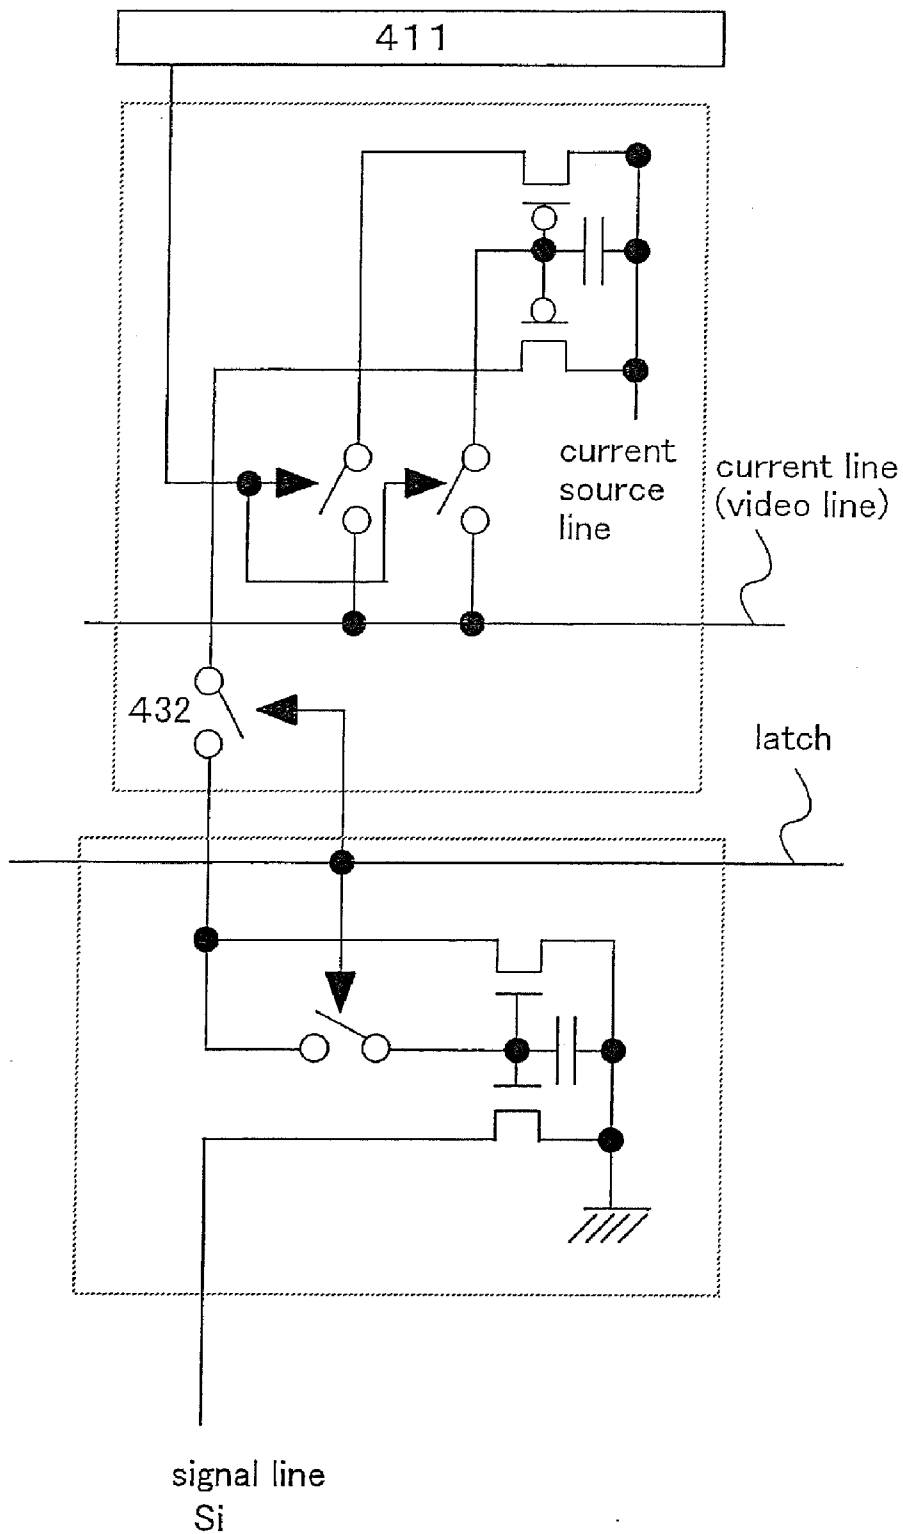 411
current
source
line
current line
(video line)
432
latch
signal line
Si